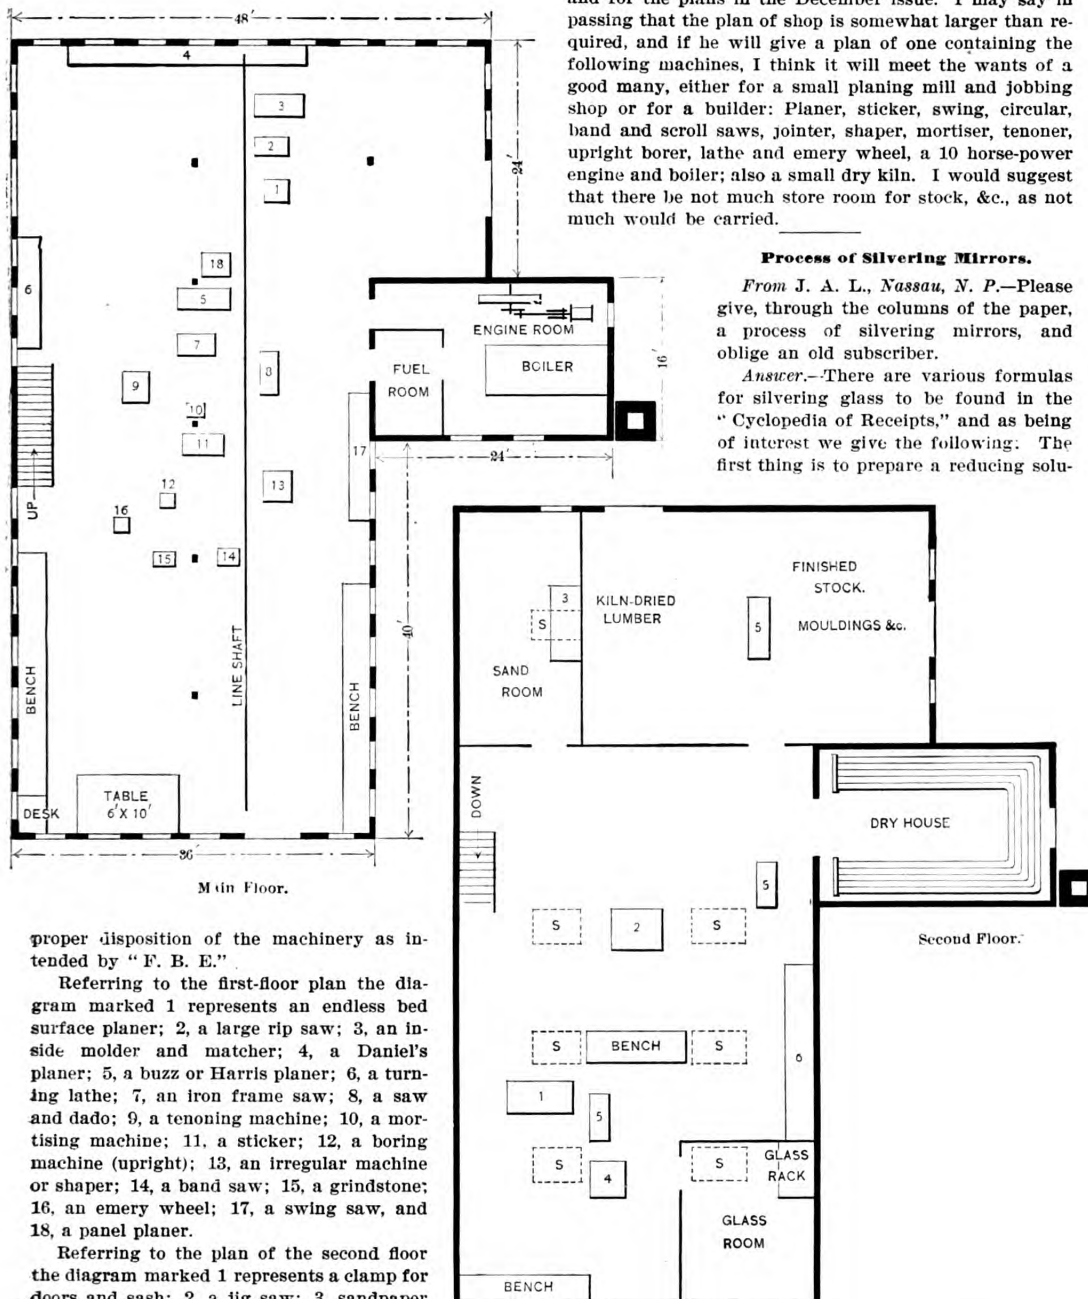 and for the plans in the December issue. I may say in
passing that the plan of shop is somewhat larger than re-
quired, and if he will give a plan of one containing the
following machines, I think it will meet the wants of a
good many, either for a small planing mill and jobbing
shop or for a builder: Planer, sticker, swing, circular,
band and scroll saws, jointer, shaper, mortiser, tenoner,
upright borer, lathe and emery wheel, a 10 horse-power
engine and boiler; also a small dry kiln. I would suggest
that there be not much store room for stock, &c., as not
much would be carried.
Process of Silvering Mirrors.
From J. A. L., Nassau, N. P.—Please
give, through the columns of the paper,
a process of silvering mirrors, and
oblige an old subscriber.
Answer.—There are various formulas
for silvering glass to be found in the
“ Cyclopedia of Receipts,” and as being
of interest we give the following: The
first thing is to prepare a reducing solu-
48′
4
3
2
1
24′
18
6
5
7
8
9
10
11
12
13
14
15
16
17
ENGINE ROOM
FUEL
ROOM
BOILER
16′
24′
UP
LINE SHAFT
BENCH
BENCH
40′
DESK
TABLE
6′ X 10′
36′
Main Floor.
proper disposition of the machinery as in-
tended by “ F. B. E.”
Referring to the first-floor plan the dia-
gram marked 1 represents an endless bed
surface planer; 2, a large rip saw; 3, an in-
side molder and matcher; 4, a Daniel's
planer; 5, a buzz or Harris planer; 6, a turn-
ing lathe; 7, an iron frame saw; 8, a saw
and dado; 9, a tenoning machine; 10, a mor-
tising machine; 11, a sticker; 12, a boring
machine (upright); 13, an irregular machine
or shaper; 14, a band saw; 15, a grindstone;
16, an emery wheel; 17, a swing saw, and
18, a panel planer.
Referring to the plan of the second floor
the diagram marked 1 represents a clamp for
doors and sash; 2, a jig saw; 3, sandpaper
3
S
SAND
ROOM
KILN-DRIED
LUMBER
5
FINISHED
STOCK.
MOULDINGS &c.
DOWN
DRY HOUSE
5
S
2
S
Second Floor.
S
BENCH
S
6
1
5
S
4
S
GLASS
RACK
GLASS
ROOM
BENCH